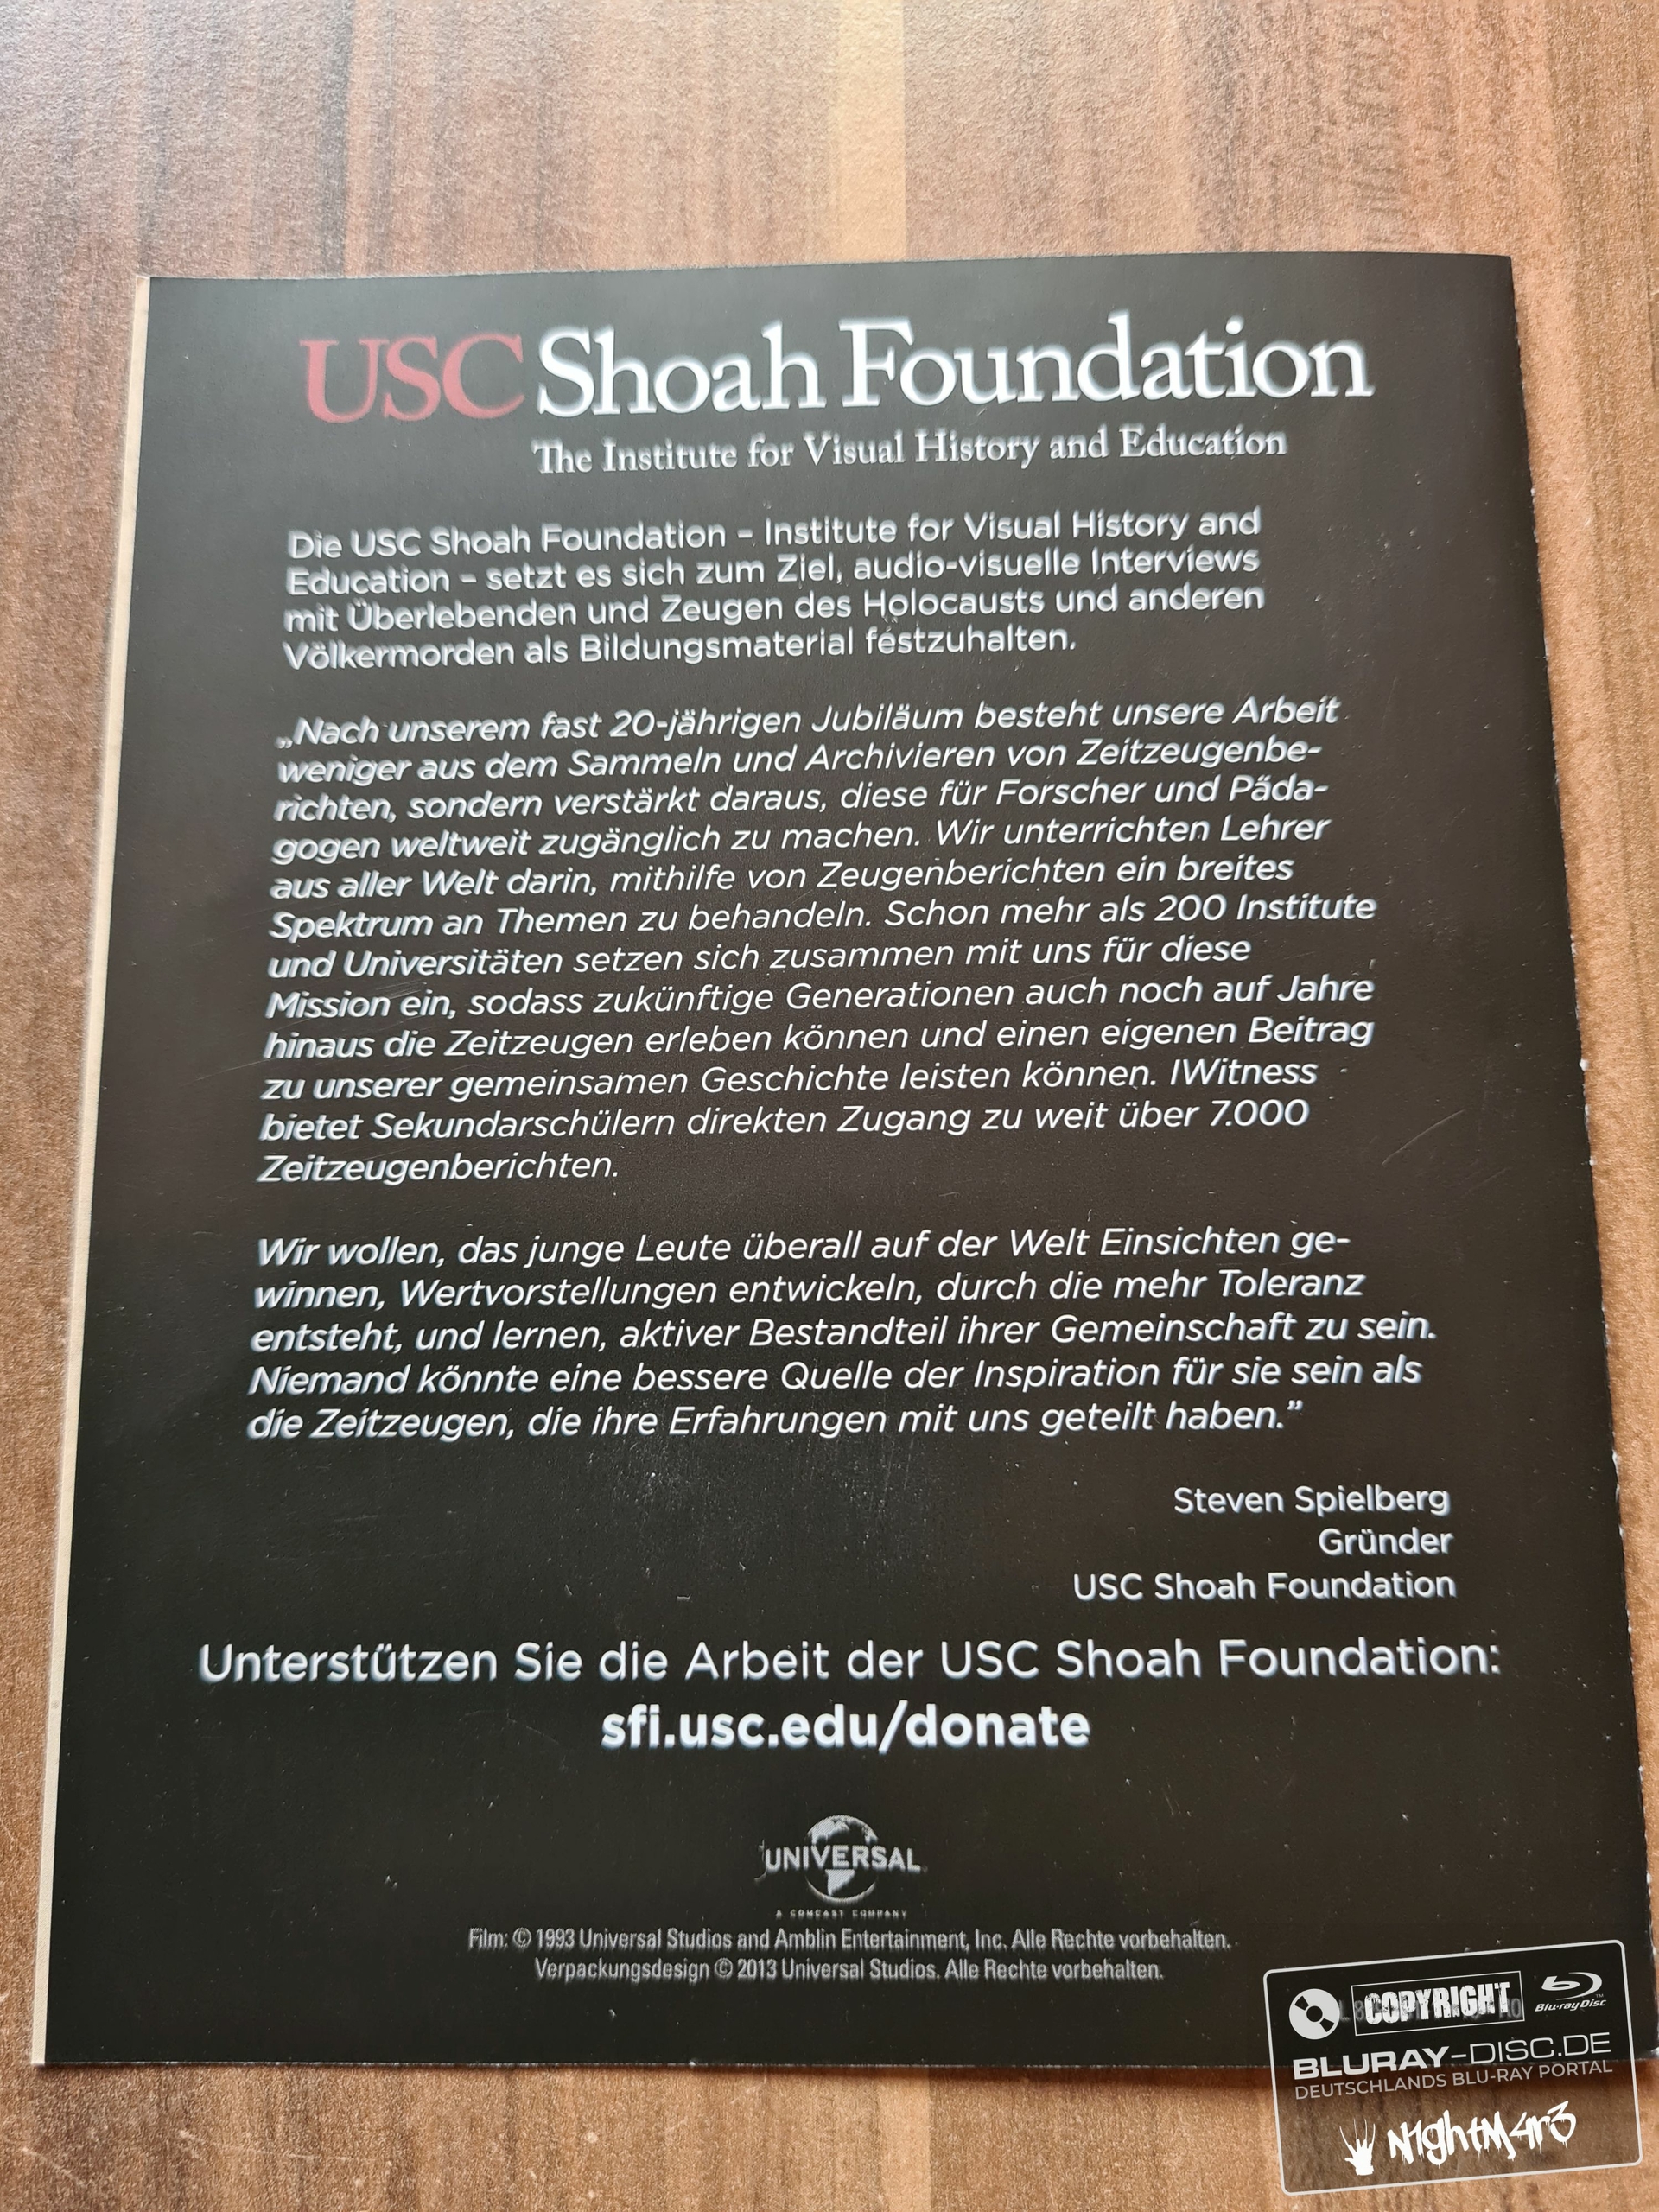 USC Shoah Foundation
The Institute for Visual History and Education
Die USC Shoah Foundation – Institute for Visual History and
Education – setzt es sich zum Ziel, audio-visuelle Interviews
mit Überlebenden und Zeugen des Holocausts und anderen
Völkermorden als Bildungsmaterial festzuhalten.
„Nach unserem fast 20-jährigen Jubiläum besteht unsere Arbeit
weniger aus dem Sammeln und Archivieren von Zeitzeugenbe-
richten, sondern verstärkt daraus, diese für Forscher und Päda-
gogen weltweit zugänglich zu machen. Wir unterrichten Lehrer
aus aller Welt darin, mithilfe von Zeugenberichten ein breites
Spektrum an Themen zu behandeln. Schon mehr als 200 Institute
und Universitäten setzen sich zusammen mit uns für diese
Mission ein, sodass zukünftige Generationen auch noch auf Jahre
hinaus die Zeitzeugen erleben können und einen eigenen Beitrag
zu unserer gemeinsamen Geschichte leisten können. IWitness
bietet Sekundarschülern direkten Zugang zu weit über 7.000
Zeitzeugenberichten.
Wir wollen, das junge Leute überall auf der Welt Einsichten ge-
winnen, Wertvorstellungen entwickeln, durch die mehr Toleranz
entsteht, und lernen, aktiver Bestandteil ihrer Gemeinschaft zu sein.
Niemand könnte eine bessere Quelle der Inspiration für sie sein als
die Zeitzeugen, die ihre Erfahrungen mit uns geteilt haben.”
Steven Spielberg
Gründer
USC Shoah Foundation
Unterstützen Sie die Arbeit der USC Shoah Foundation:
sfi.usc.edu/donate
UNIVERSAL
A COMCAST COMPANY
Film: © 1993 Universal Studios and Amblin Entertainment, Inc. Alle Rechte vorbehalten.
Verpackungsdesign © 2013 Universal Studios. Alle Rechte vorbehalten.
COPYRIGHT
Blu-ray Disc™
BLURAY-DISC.DE
DEUTSCHLANDS BLU-RAY PORTAL
N1ghtM4r3